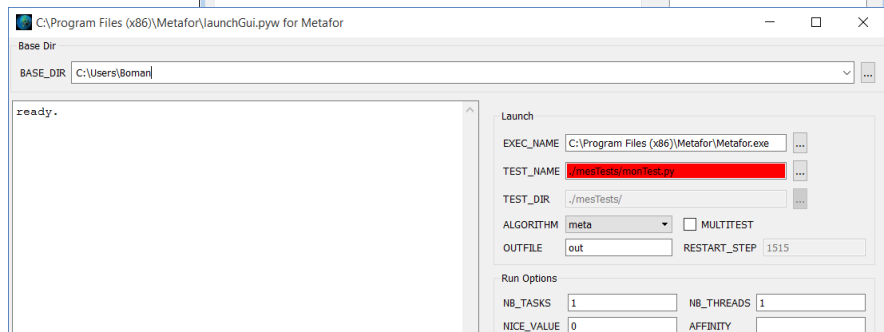 C:\Program Files (x86)\Metafor\launchGui.pyw for Metafor
Base Dir
BASE_DIR C:\Users\Boman ...
ready.
Launch
EXEC_NAME C:\Program Files (x86)\Metafor\Metafor.exe ...
TEST_NAME ./mesTests/monTest.py ...
TEST_DIR ./mesTests/ ...
ALGORITHM meta MULTITEST
OUTFILE out RESTART_STEP 1515
Run Options
NB_TASKS 1 NB_THREADS 1
NICE_VALUE 0 AFFINITY